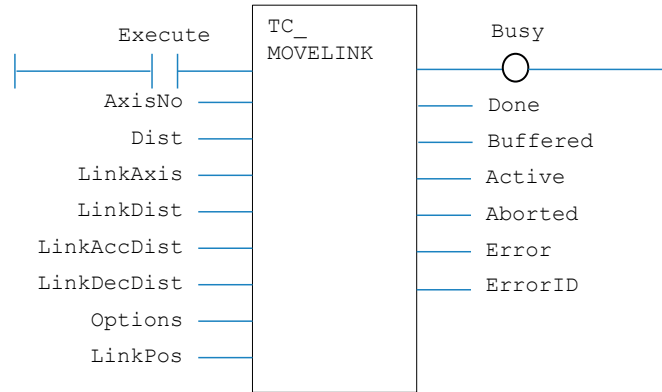 Execute
TC_
MOVELINK
Busy
AxisNo
Done
Dist
Buffered
LinkAxis
Active
LinkDist
Aborted
LinkAccDist
Error
LinkDecDist
ErrorID
Options
LinkPos